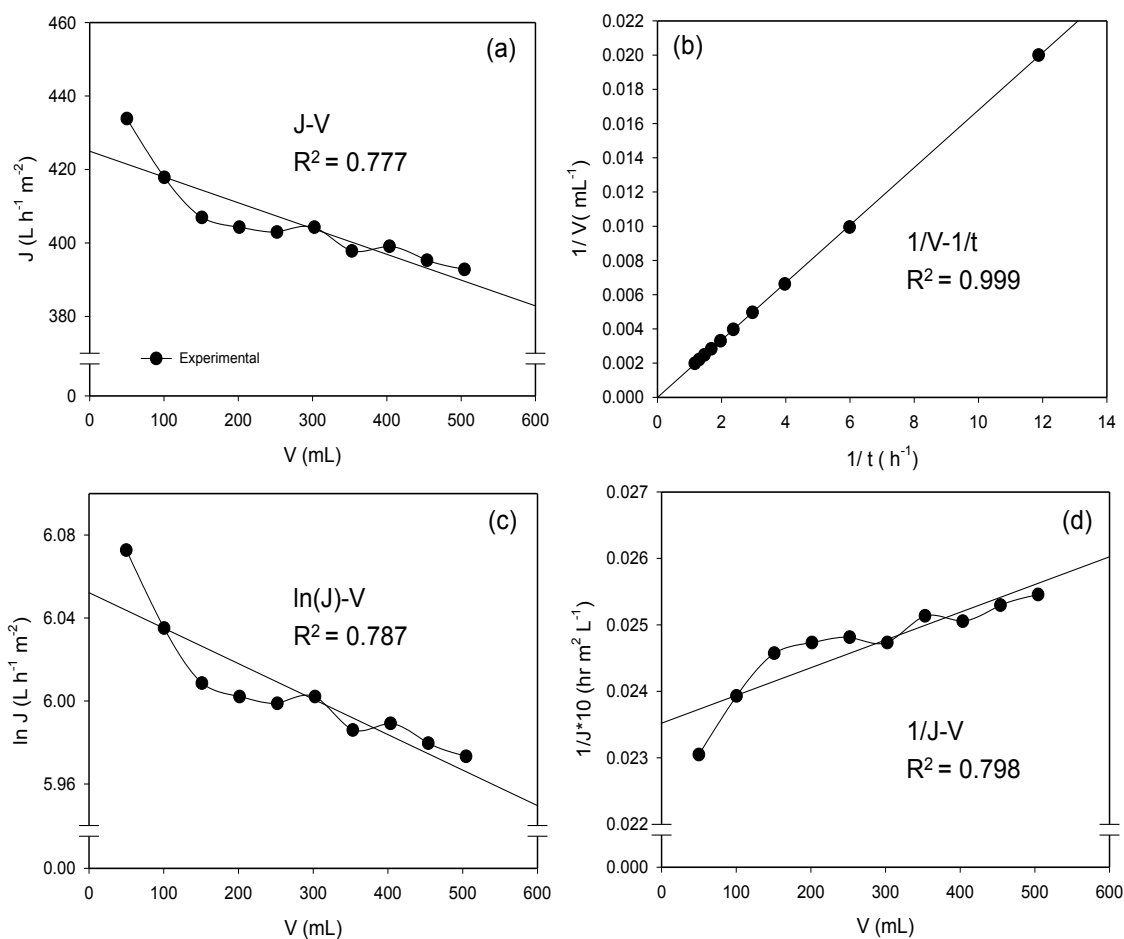 460
440
420
400
380
0
J (L h⁻¹ m⁻²)
(a)
J-V
R² = 0.777
Experimental
0 100 200 300 400 500 600
V (mL)
0.022
0.020
0.018
0.016
0.014
0.012
0.010
0.008
0.006
0.004
0.002
0.000
1/ V( mL⁻¹)
(b)
1/V-1/t
R² = 0.999
0 2 4 6 8 10 12 14
1/ t ( h⁻¹)
6.08
6.04
6.00
5.96
0.00
ln J (L h⁻¹ m⁻²)
(c)
ln(J)-V
R² = 0.787
0 100 200 300 400 500 600
V (mL)
0.027
0.026
0.025
0.024
0.023
0.022
0.000
1/J*10 (hr m² L⁻¹)
(d)
1/J-V
R² = 0.798
0 100 200 300 400 500 600
V (mL)